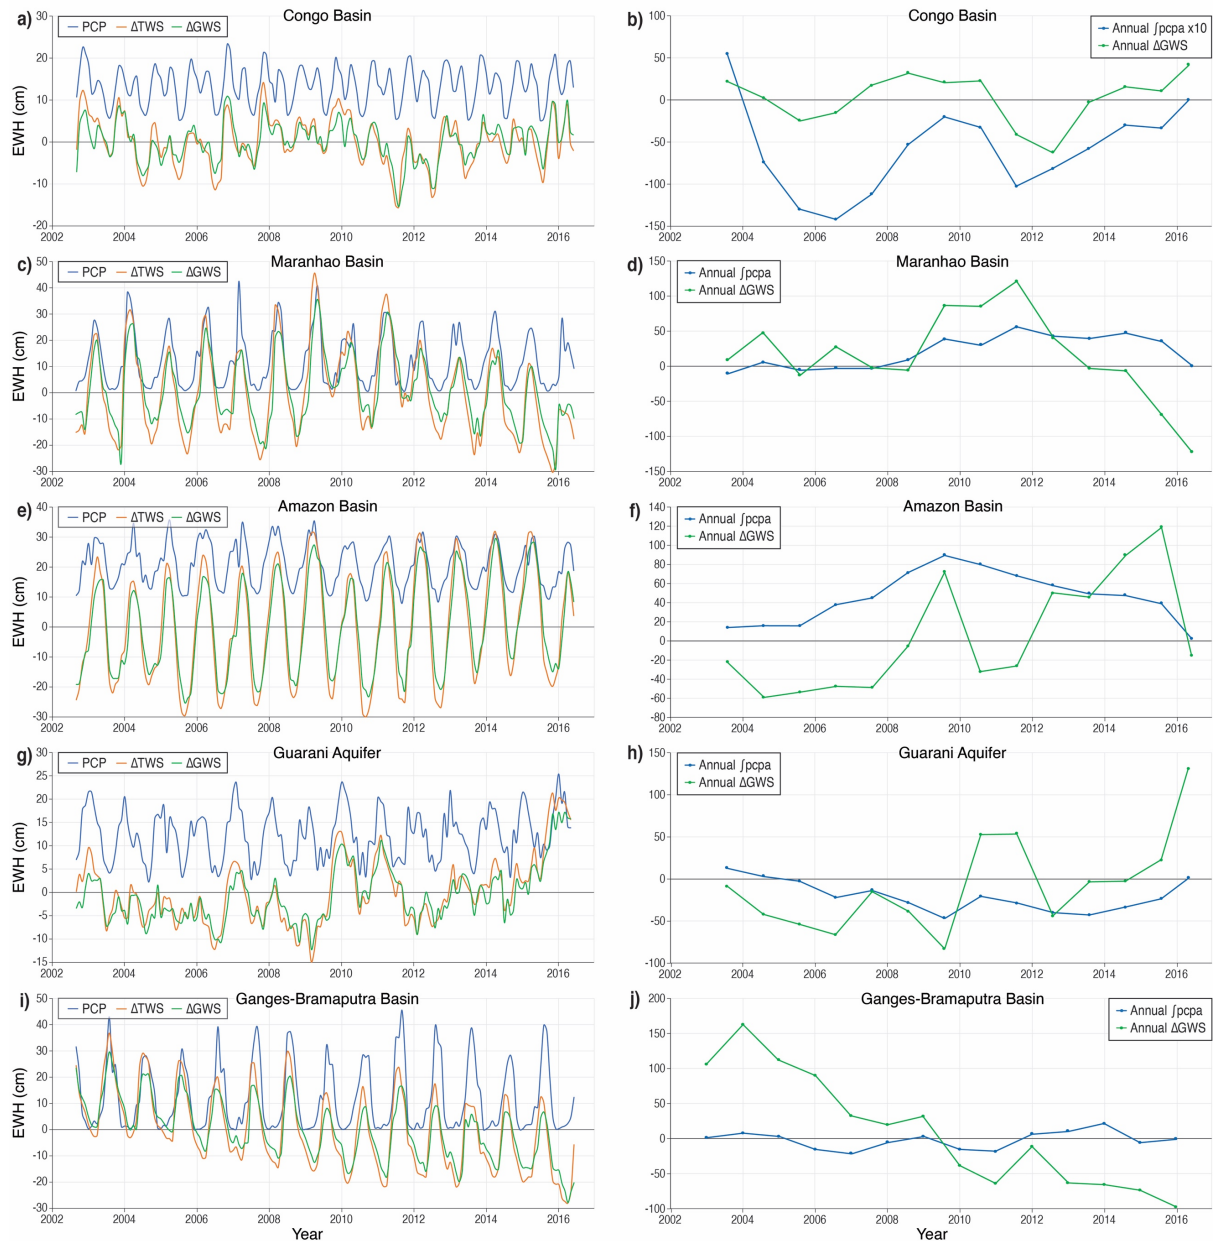 a) Congo Basin
PCP ΔTWS ΔGWS
EWH (cm)
30
20
10
0
-10
-20
2002 2004 2006 2008 2010 2012 2014 2016
b) Congo Basin
Annual ∫pcpa x10
Annual ΔGWS
100
50
0
-50
-100
-150
2002 2004 2006 2008 2010 2012 2014 2016
c) Maranhao Basin
PCP ΔTWS ΔGWS
EWH (cm)
50
40
30
20
10
0
-10
-20
-30
2002 2004 2006 2008 2010 2012 2014 2016
d) Maranhao Basin
Annual ∫pcpa
Annual ΔGWS
150
100
50
0
-50
-100
-150
2002 2004 2006 2008 2010 2012 2014 2016
e) Amazon Basin
PCP ΔTWS ΔGWS
EWH (cm)
40
30
20
10
0
-10
-20
-30
2002 2004 2006 2008 2010 2012 2014 2016
f) Amazon Basin
Annual ∫pcpa
Annual ΔGWS
140
120
100
80
60
40
20
0
-20
-40
-60
-80
2002 2004 2006 2008 2010 2012 2014 2016
g) Guarani Aquifer
PCP ΔTWS ΔGWS
EWH (cm)
30
25
20
15
10
5
0
-5
-10
-15
2002 2004 2006 2008 2010 2012 2014 2016
h) Guarani Aquifer
Annual ∫pcpa
Annual ΔGWS
150
100
50
0
-50
-100
2002 2004 2006 2008 2010 2012 2014 2016
i) Ganges-Bramaputra Basin
PCP ΔTWS ΔGWS
EWH (cm)
50
40
30
20
10
0
-10
-20
-30
2002 2004 2006 2008 2010 2012 2014 2016
Year
j) Ganges-Bramaputra Basin
Annual ∫pcpa
Annual ΔGWS
200
150
100
50
0
-50
-100
2002 2004 2006 2008 2010 2012 2014 2016
Year